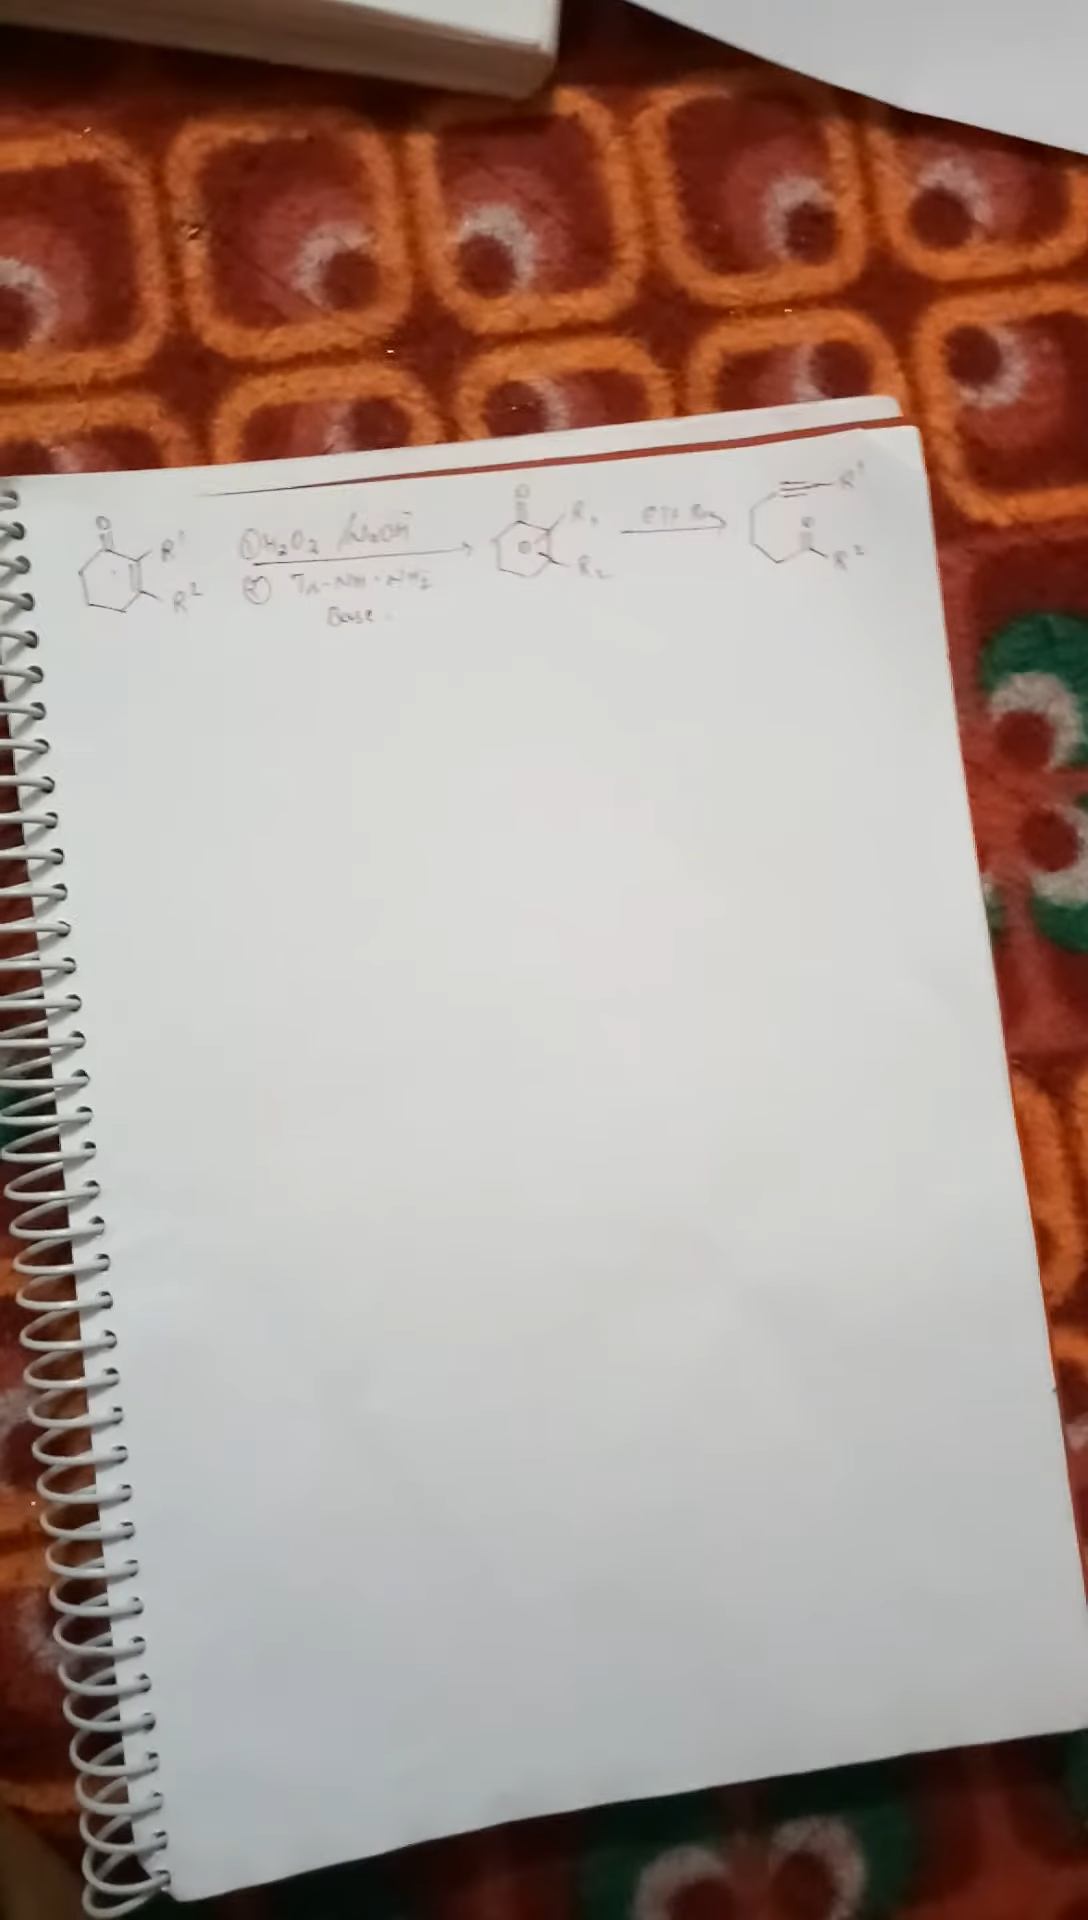 O O R¹
R¹ ① H₂O₂ / NaOH O R₁ O
R² ② Ts-NH-NH₂ R₂ R²
Base.